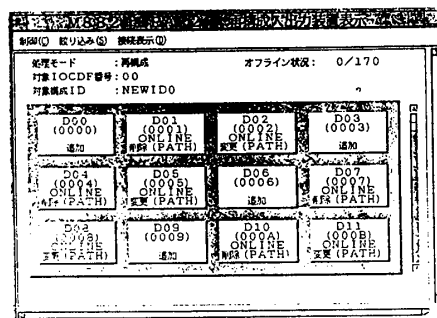 制御(C) 絞り込み(S) 接続表示(D)
処理モード :再構成 オフライン状況: 0/170
対象IOCDF番号:00
対象構成ID :NEWID0
D00 D01 D02 D03
(0000) (0001) (0002) (0003)
ONLINE ONLINE
追加 削除(PATH) 変更(PATH) 追加
D04 D05 D06 D07
(0004) (0005) (0006) (0007)
ONLINE ONLINE ONLINE
削除(PATH) 変更(PATH) 追加 削除(PATH)
D08 D09 D10 D11
(0008) (0009) (000A) (000B)
ONLINE ONLINE ONLINE
変更(PATH) 追加 削除(PATH) 変更(PATH)